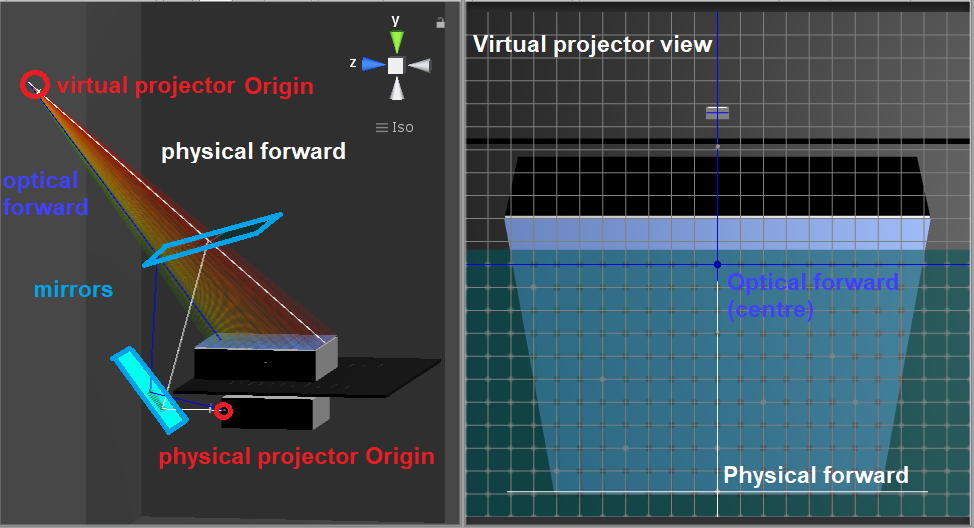 y
z
Iso
virtual projector Origin
physical forward
optical
forward
mirrors
physical projector Origin
Virtual projector view
Optical forward
(centre)
Physical forward